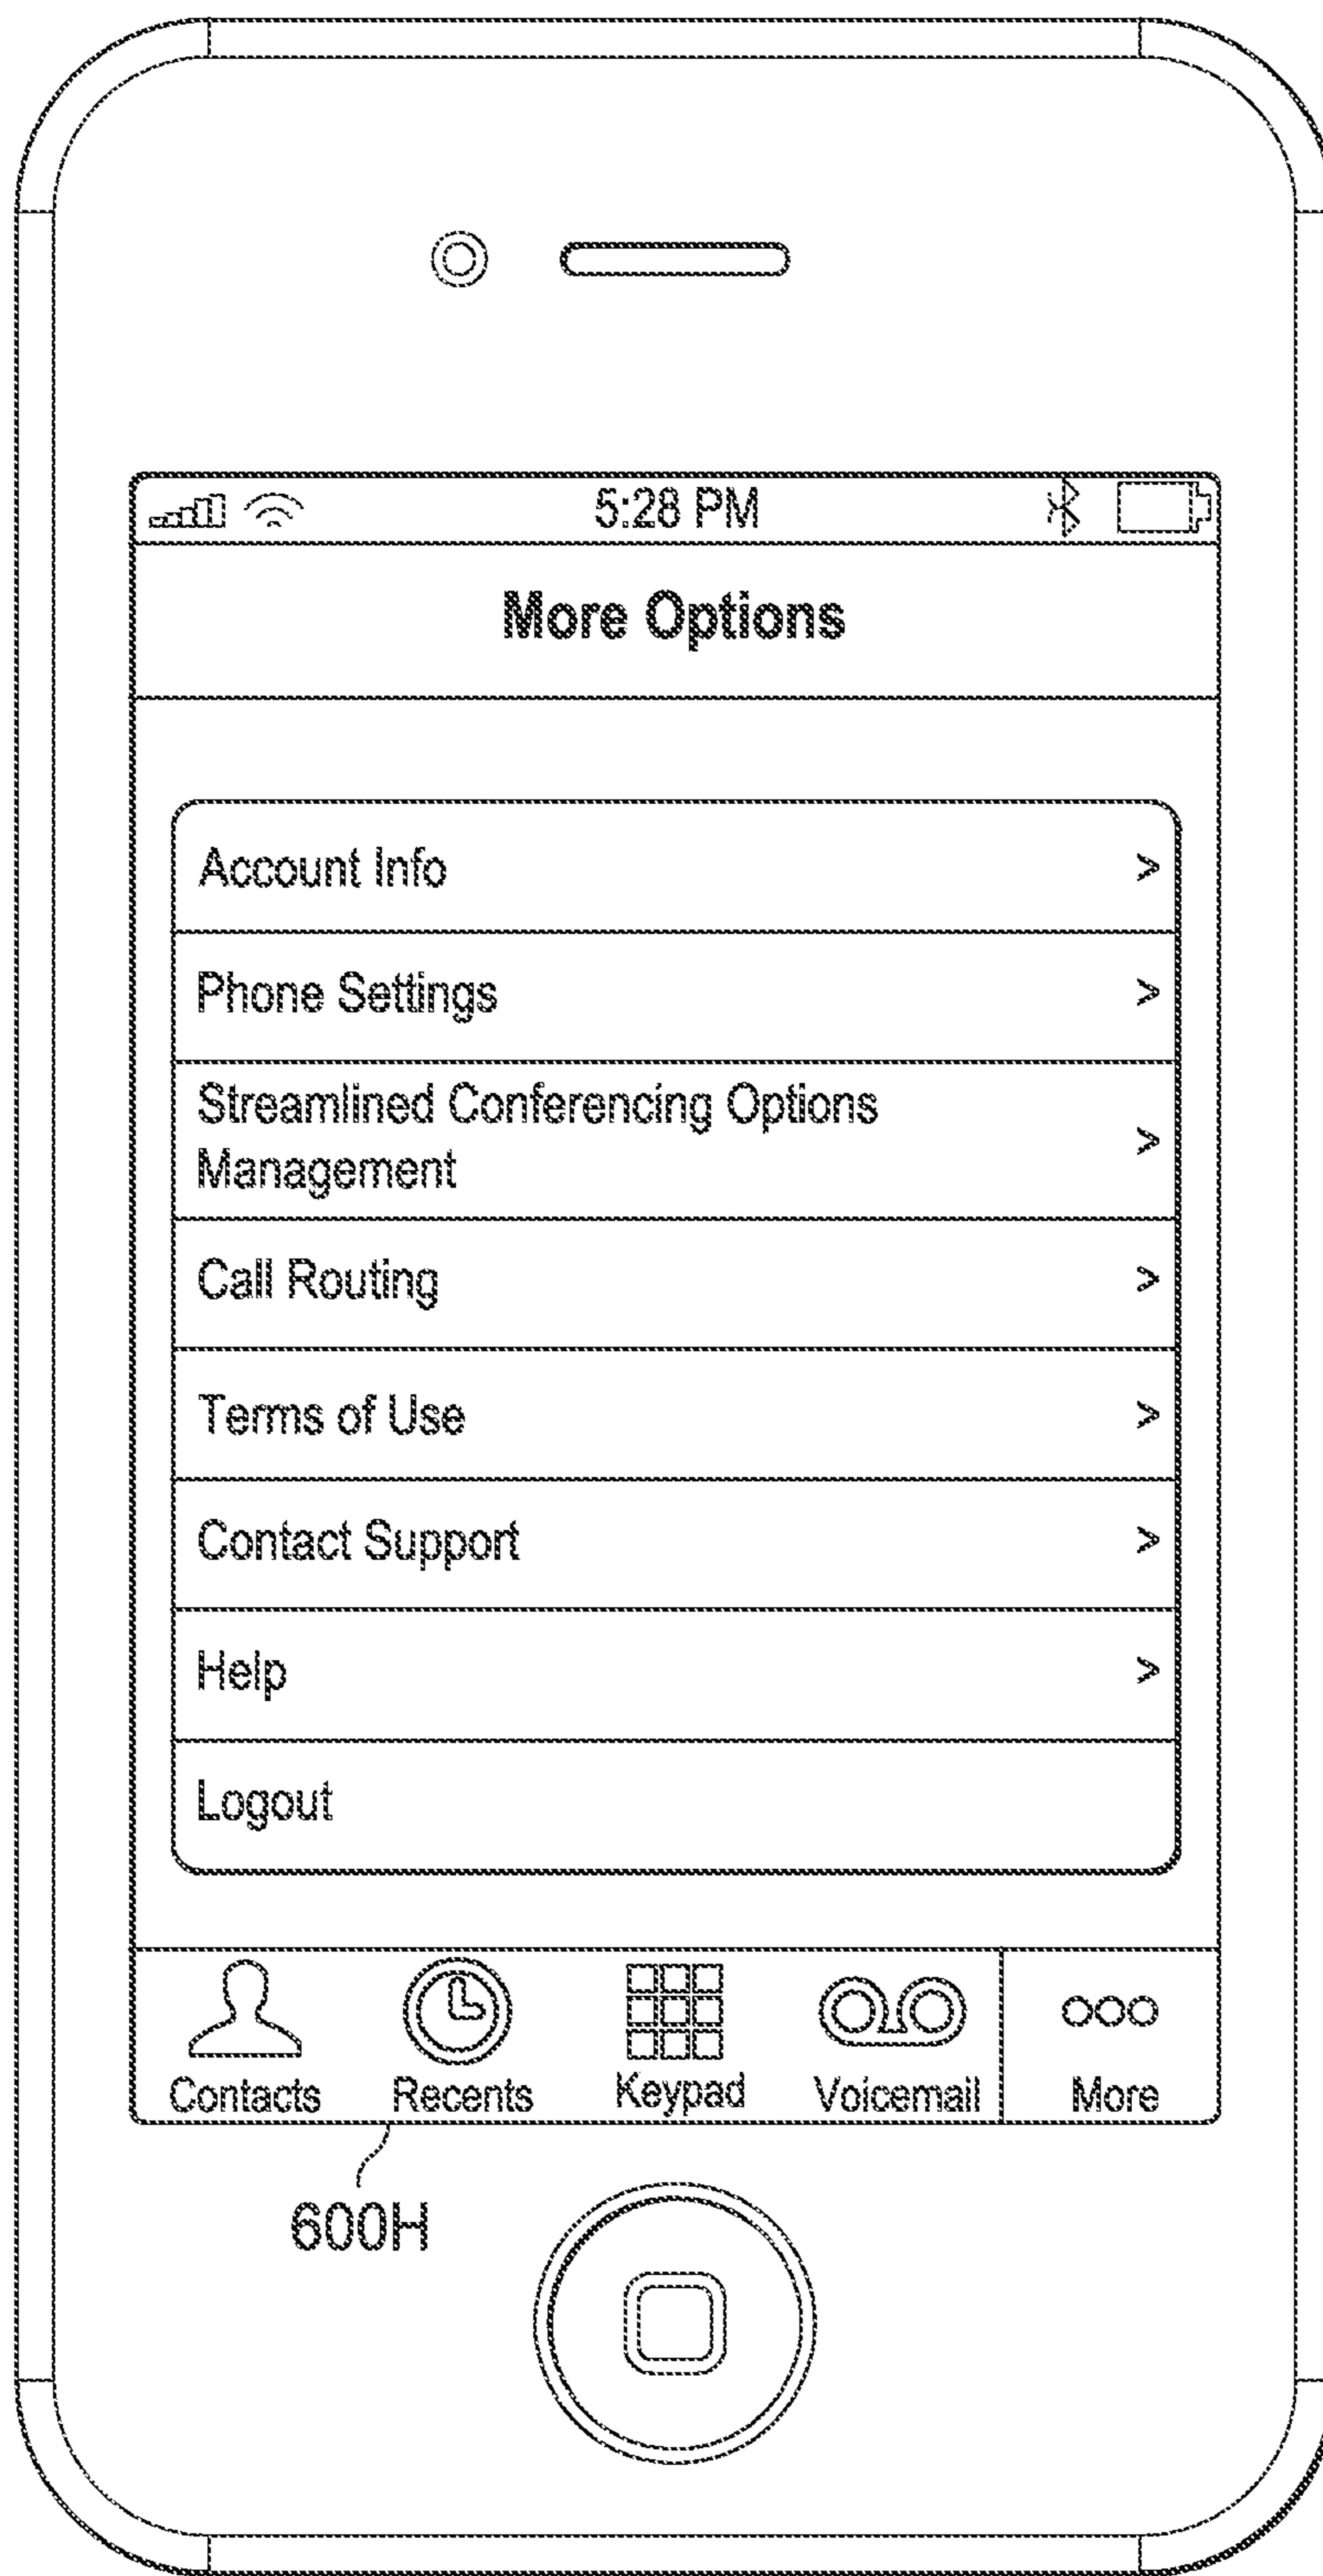 5:28 PM
More Options
Account Info >
Phone Settings >
Streamlined Conferencing Options
Management >
Call Routing >
Terms of Use >
Contact Support >
Help >
Logout
Contacts Recents Keypad Voicemail More
600H